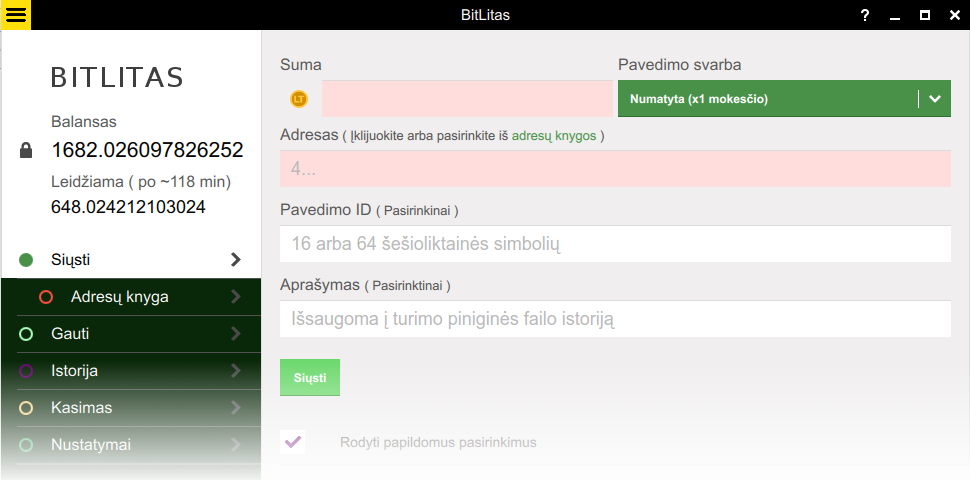 BitLitas
?
BITLITAS
Balansas
1682.026097826252
Leidžiama ( po ~118 min)
648.024212103024
Siųsti
Adresų knyga
Gauti
Istorija
Kasimas
Nustatymai
Suma
Pavedimo svarba
LT
Numatyta (x1 mokesčio)
Adresas ( Įklijuokite arba pasirinkite iš adresų knygos )
4...
Pavedimo ID ( Pasirinkinai )
16 arba 64 šešioliktainės simbolių
Aprašymas ( Pasirinktinai )
Išsaugoma į turimo piniginės failo istoriją
Siųsti
Rodyti papildomus pasirinkimus